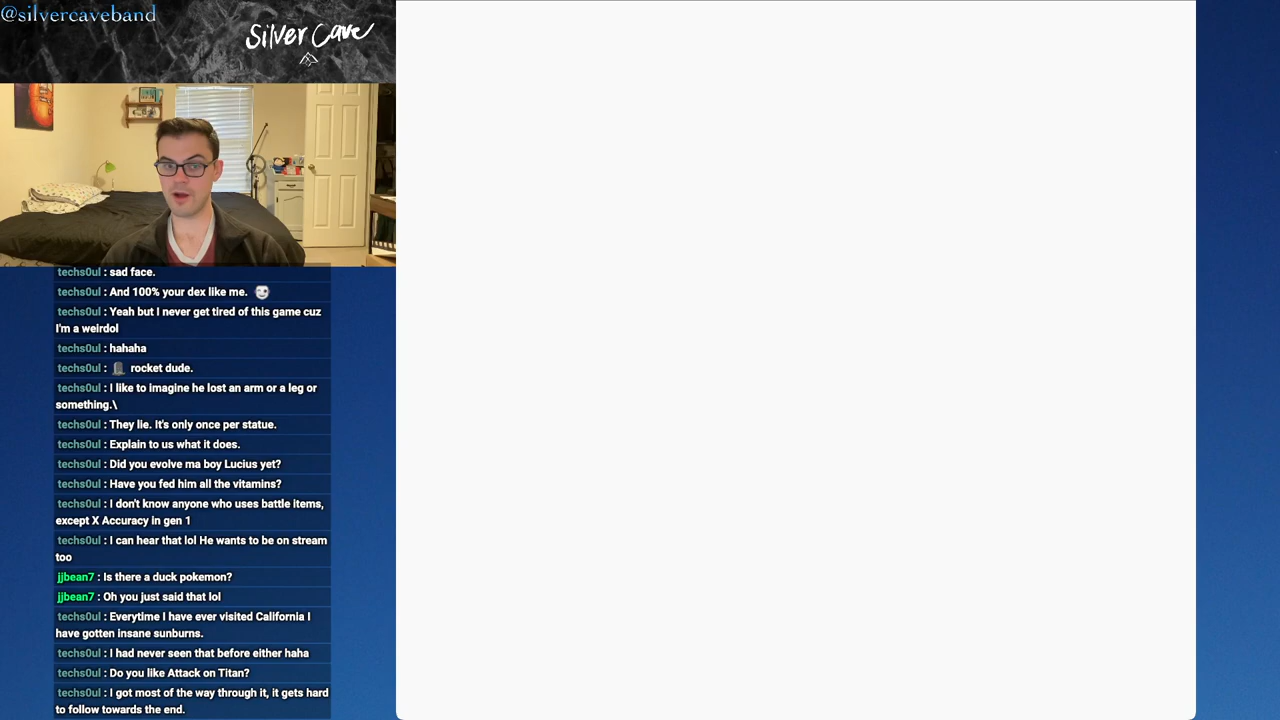 @silvercaveband
Silver Cave
techs0ul : sad face.
techs0ul : And 100% your dex like me.
techs0ul : Yeah but I never get tired of this game cuz
I'm a weirdol
techs0ul : hahaha
techs0ul : rocket dude.
techs0ul : I like to imagine he lost an arm or a leg or
something.\
techs0ul : They lie. It's only once per statue.
techs0ul : Explain to us what it does.
techs0ul : Did you evolve ma boy Lucius yet?
techs0ul : Have you fed him all the vitamins?
techs0ul : I don't know anyone who uses battle items,
except X Accuracy in gen 1
techs0ul : I can hear that lol He wants to be on stream
too
jjbean7 : Is there a duck pokemon?
jjbean7 : Oh you just said that lol
techs0ul : Everytime I have ever visited California I
have gotten insane sunburns.
techs0ul : I had never seen that before either haha
techs0ul : Do you like Attack on Titan?
techs0ul : I got most of the way through it, it gets hard
to follow towards the end.